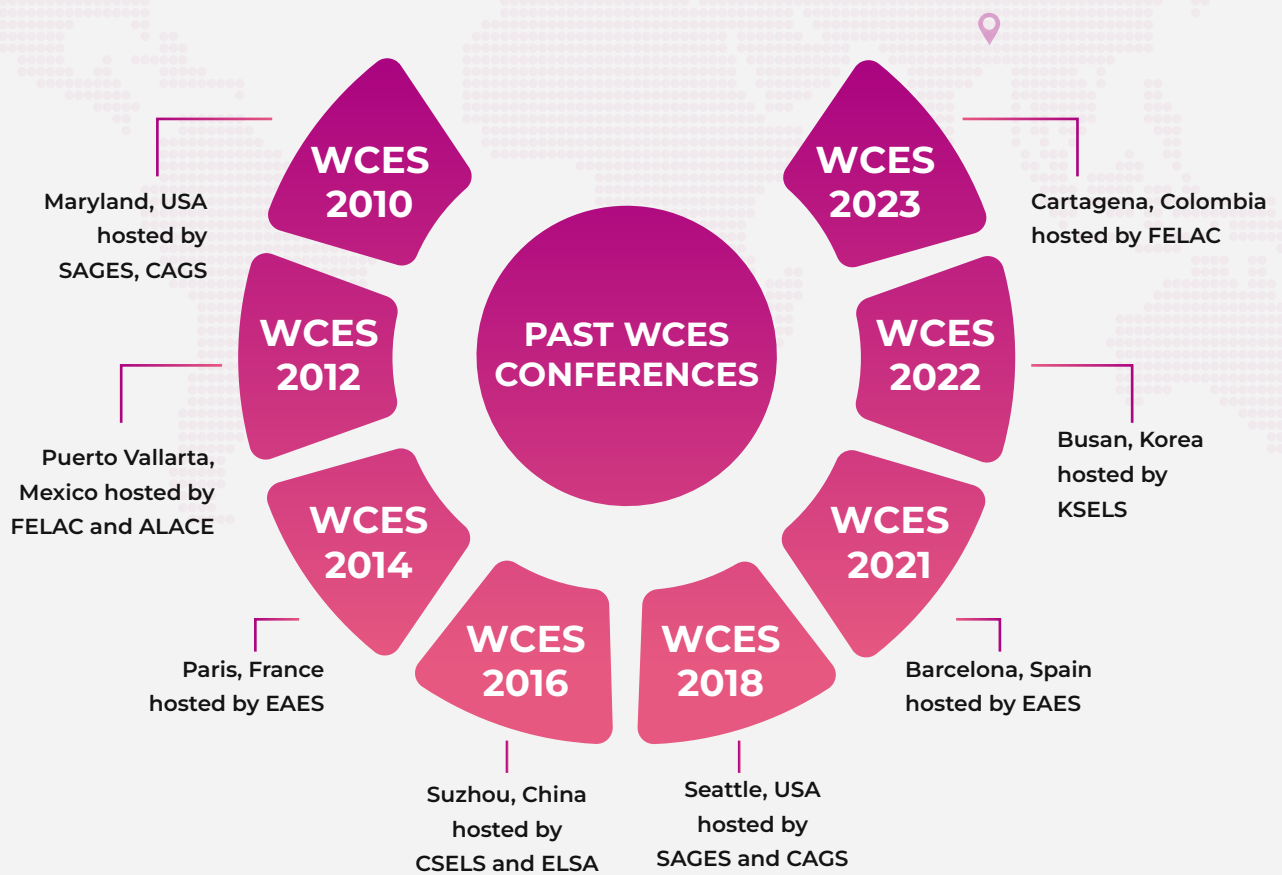 PAST WCES
CONFERENCES
WCES
2010
Maryland, USA
hosted by
SAGES, CAGS
WCES
2012
Puerto Vallarta,
Mexico hosted by
FELAC and ALACE
WCES
2014
Paris, France
hosted by EAES
WCES
2016
Suzhou, China
hosted by
CSELS and ELSA
WCES
2018
Seattle, USA
hosted by
SAGES and CAGS
WCES
2021
Barcelona, Spain
hosted by EAES
WCES
2022
Busan, Korea
hosted by
KSELS
WCES
2023
Cartagena, Colombia
hosted by FELAC